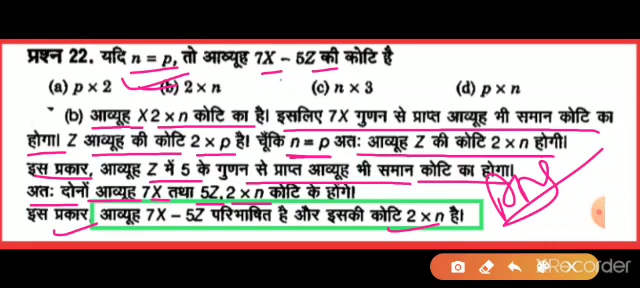 प्रश्न 22. यदि n = p, तो आव्यूह 7X – 5Z की कोटि है
(a) p × 2 (b) 2 × n (c) n × 3 (d) p × n
(b) आव्यूह X 2 × n कोटि का है। इसलिए 7X गुणन से प्राप्त आव्यूह भी समान कोटि का
होगा। Z आव्यूह की कोटि 2 × p है। चूँकि n = p अतः आव्यूह Z की कोटि 2 × n होगी।
इस प्रकार, आव्यूह Z में 5 के गुणन से प्राप्त आव्यूह भी समान कोटि का होगा।
अतः दोनों आव्यूह 7X तथा 5Z, 2 × n कोटि के होंगे।
इस प्रकार आव्यूह 7X – 5Z परिभाषित है और इसकी कोटि 2 × n है।
Ans
XRecorder